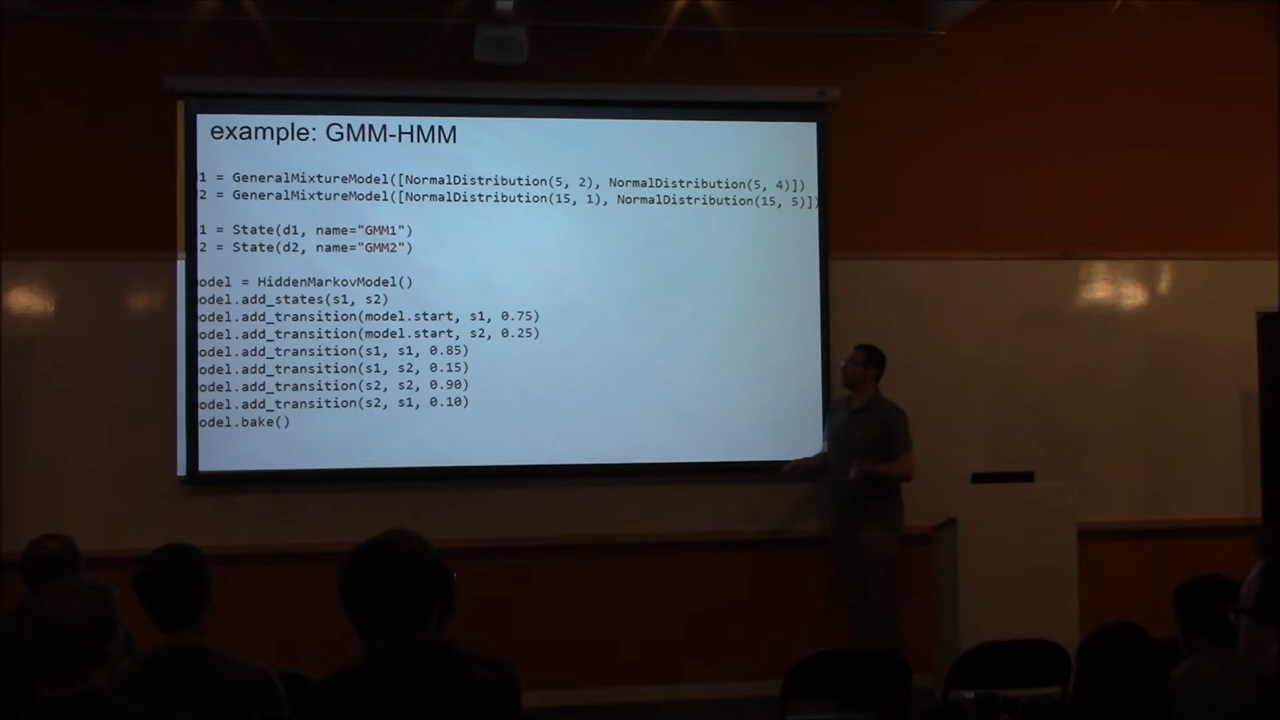 example: GMM-HMM
1 = GeneralMixtureModel([NormalDistribution(5, 2), NormalDistribution(5, 4)])
2 = GeneralMixtureModel([NormalDistribution(15, 1), NormalDistribution(15, 5)])
1 = State(d1, name="GMM1")
2 = State(d2, name="GMM2")
odel = HiddenMarkovModel()
odel.add_states(s1, s2)
odel.add_transition(model.start, s1, 0.75)
odel.add_transition(model.start, s2, 0.25)
odel.add_transition(s1, s1, 0.85)
odel.add_transition(s1, s2, 0.15)
odel.add_transition(s2, s2, 0.90)
odel.add_transition(s2, s1, 0.10)
odel.bake()